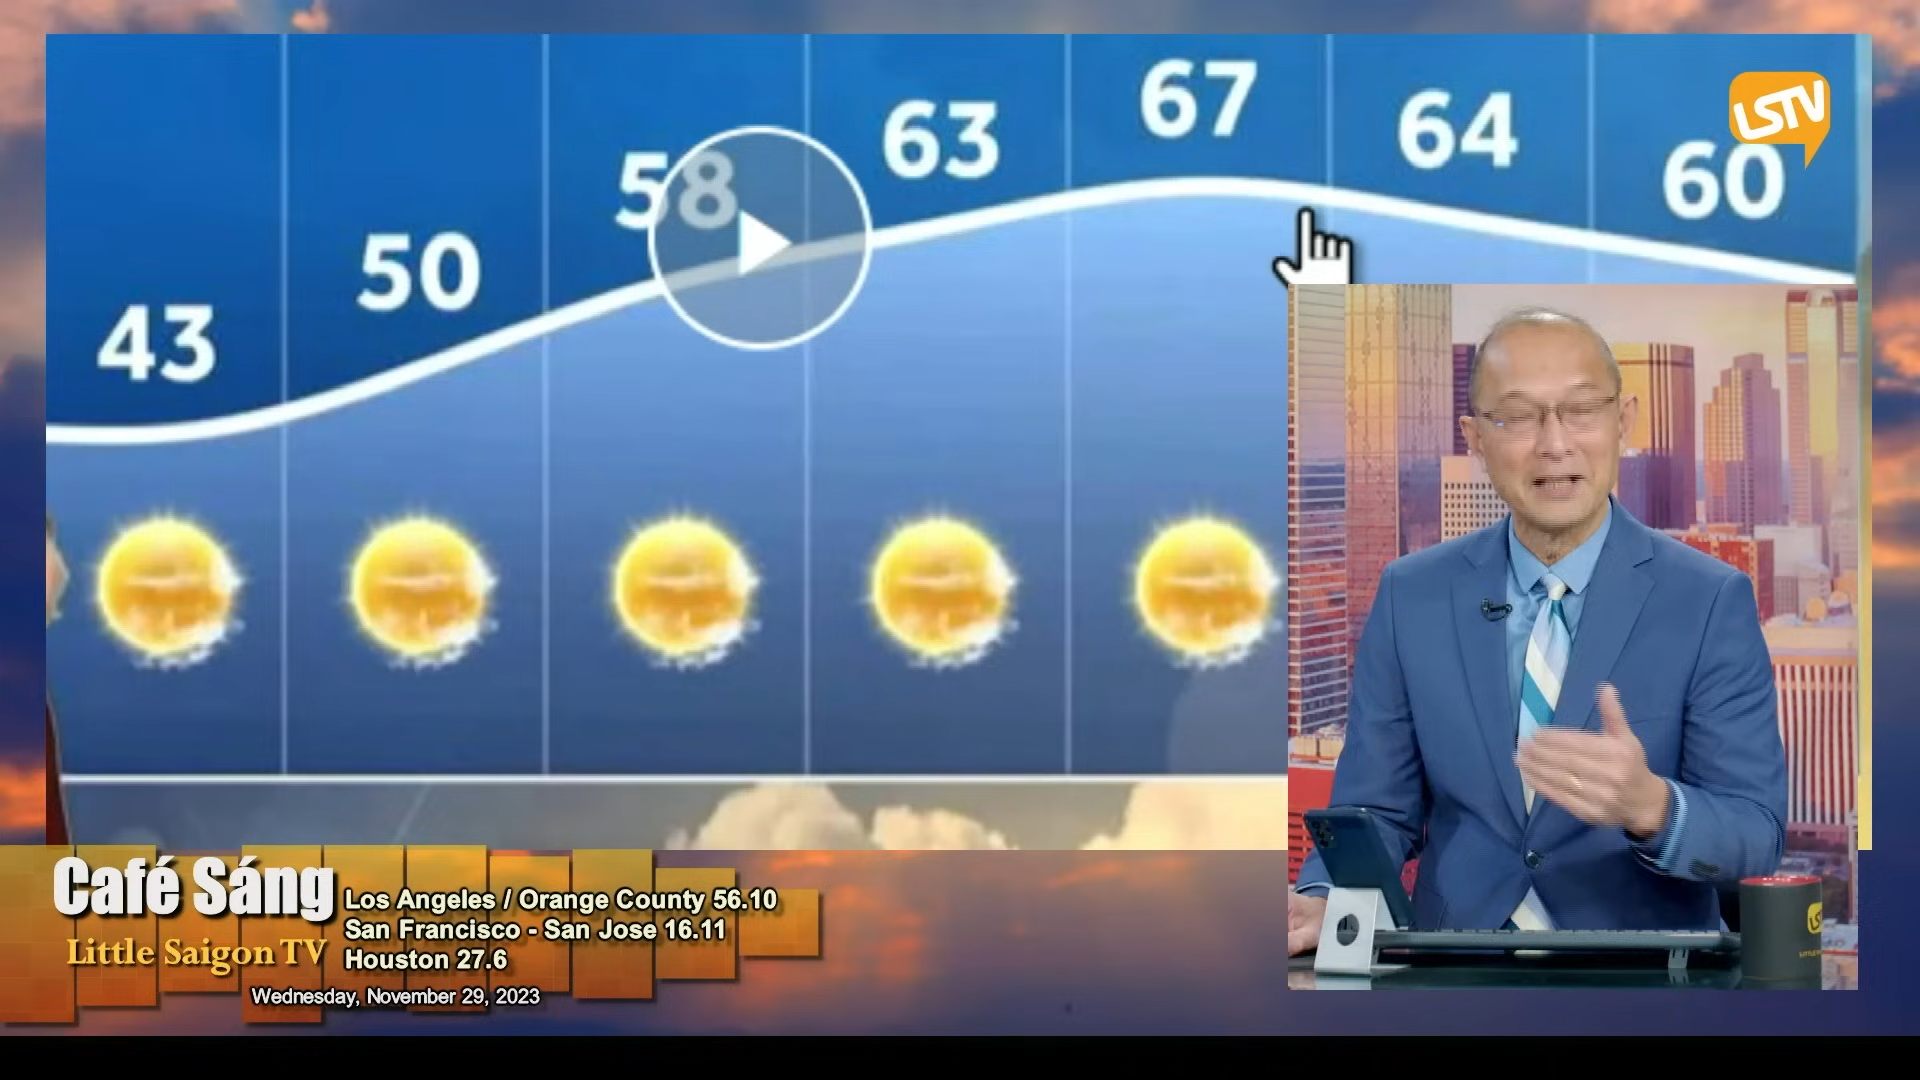 43
50
58
63
67
64
60
LSTV
Café Sáng
Little Saigon TV
Los Angeles / Orange County 56.10
San Francisco - San Jose 16.11
Houston 27.6
Wednesday, November 29, 2023